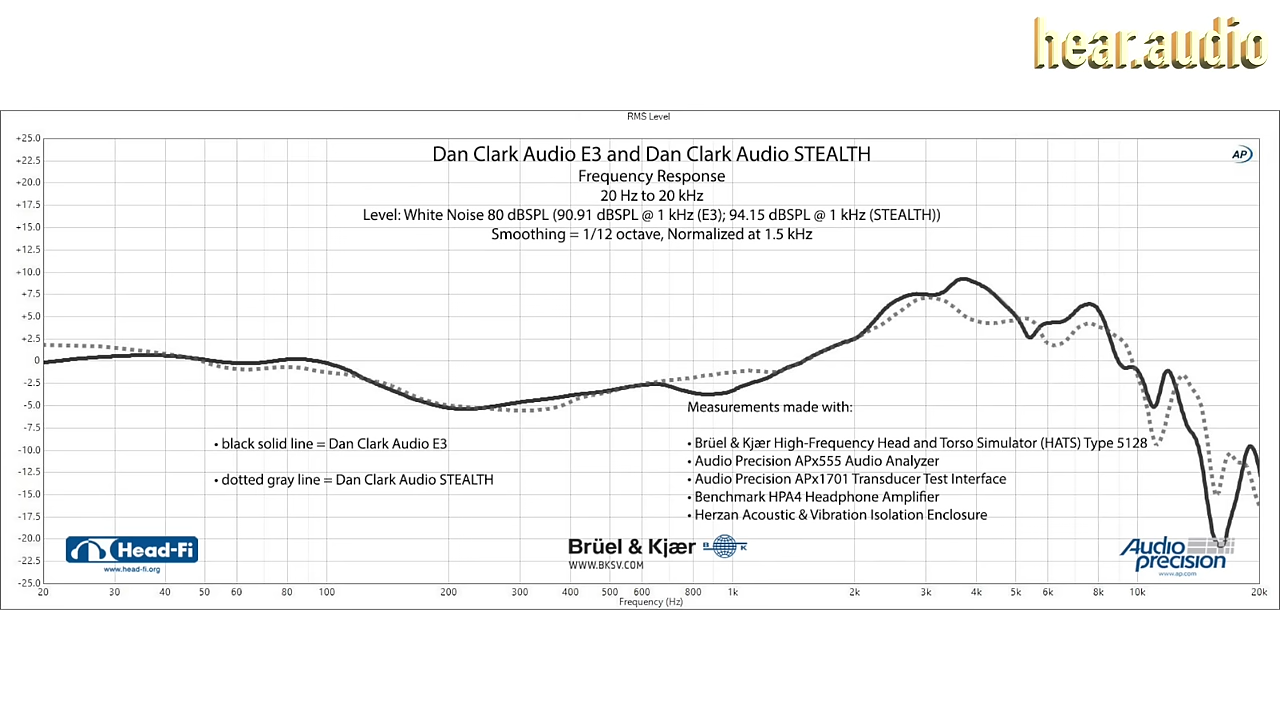 hear.audio
RMS Level
Dan Clark Audio E3 and Dan Clark Audio STEALTH
Frequency Response
20 Hz to 20 kHz
Level: White Noise 80 dBSPL (90.91 dBSPL @ 1 kHz (E3); 94.15 dBSPL @ 1 kHz (STEALTH))
Smoothing = 1/12 octave, Normalized at 1.5 kHz
AP
+25.0
+22.5
+20.0
+17.5
+15.0
+12.5
+10.0
+7.5
+5.0
+2.5
0
-2.5
-5.0
-7.5
-10.0
-12.5
-15.0
-17.5
-20.0
-22.5
-25.0
• black solid line = Dan Clark Audio E3
• dotted gray line = Dan Clark Audio STEALTH
Measurements made with:
• Brüel & Kjær High-Frequency Head and Torso Simulator (HATS) Type 5128
• Audio Precision APx555 Audio Analyzer
• Audio Precision APx1701 Transducer Test Interface
• Benchmark HPA4 Headphone Amplifier
• Herzan Acoustic & Vibration Isolation Enclosure
Head-Fi
www.head-fi.org
Brüel & Kjær B K
WWW.BKSV.COM
Audio
precision
www.ap.com
20 30 40 50 60 80 100 200 300 400 500 600 800 1k 2k 3k 4k 5k 6k 8k 10k 20k
Frequency (Hz)